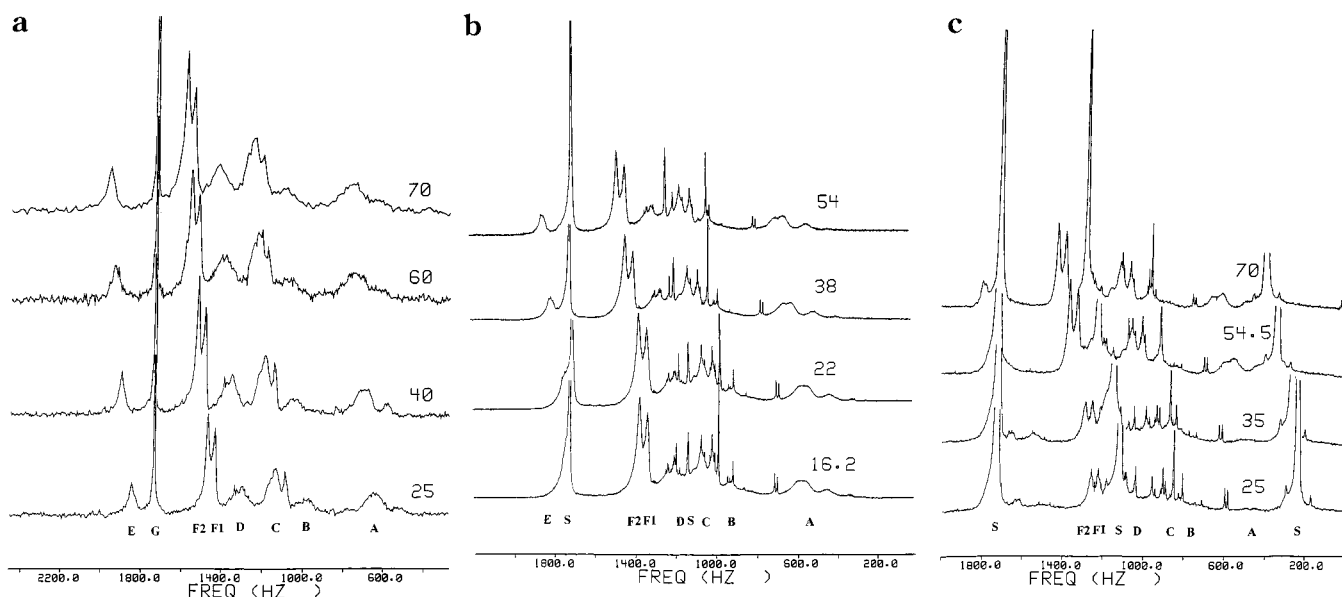 a
70
60
40
25
E G F2 F1 D C B A
2200.0 1800.0 1400.0 1000.0 600.0
FREQ (HZ
b
54
38
22
16.2
E S F2 F1 D S C B A
1800.0 1400.0 1000.0 600.0 200.0
FREQ (HZ
c
70
54.5
35
25
S F2 F1 S D C B A S
1800.0 1400.0 1000.0 600.0 200.0
FREQ (HZ